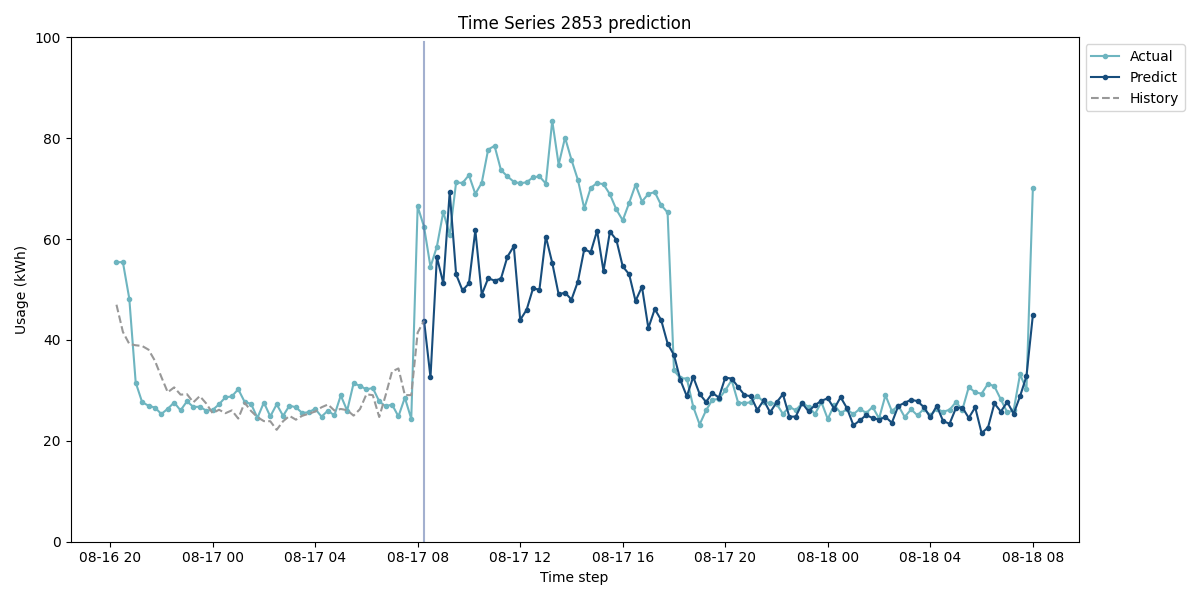 Time Series 2853 prediction
Actual
Predict
History
Usage (kWh)
100
80
60
40
20
0
08-16 20
08-17 00
08-17 04
08-17 08
08-17 12
08-17 16
08-17 20
08-18 00
08-18 04
08-18 08
Time step